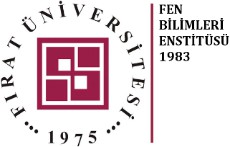 FIRAT ÜNİVERSİTESİ
1975
FEN
BİLİMLERİ
ENSTİTÜSÜ
1983